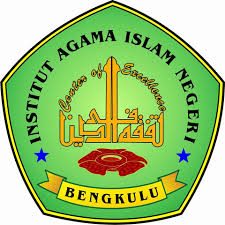 INSTITUT AGAMA ISLAM NEGERI
Center of Excellence
BENGKULU